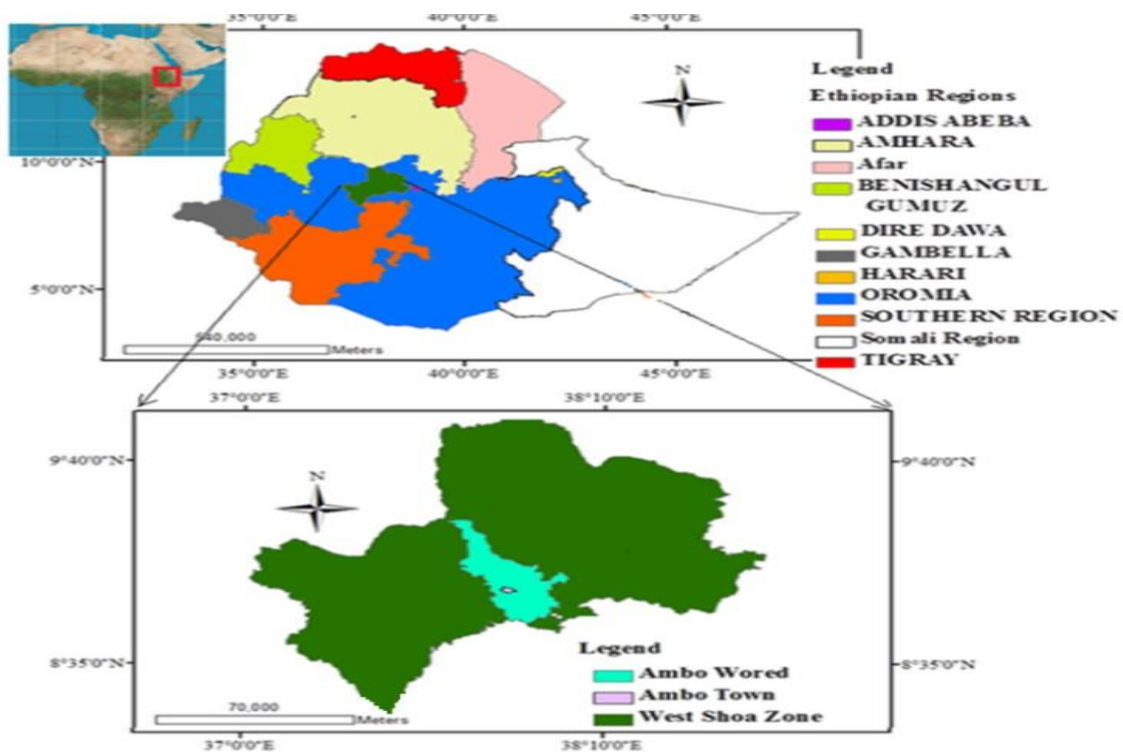 35°0'0"E 40°0'0"E 45°0'0"E
N
Legend
Ethiopian Regions
ADDIS ABEBA
AMHARA
Afar
BENISHANGUL
GUMUZ
DIRE DAWA
GAMBELLA
HARARI
OROMIA
SOUTHERN REGION
Somali Region
TIGRAY
10°0'0"N
5°0'0"N
540,000
Meters
35°0'0"E 40°0'0"E 45°0'0"E
37°0'0"E 38°10'0"E
9°40'0"N 9°40'0"N
N
8°35'0"N 8°35'0"N
Legend
Ambo Wored
Ambo Town
West Shoa Zone
70,000
Meters
37°0'0"E 38°10'0"E